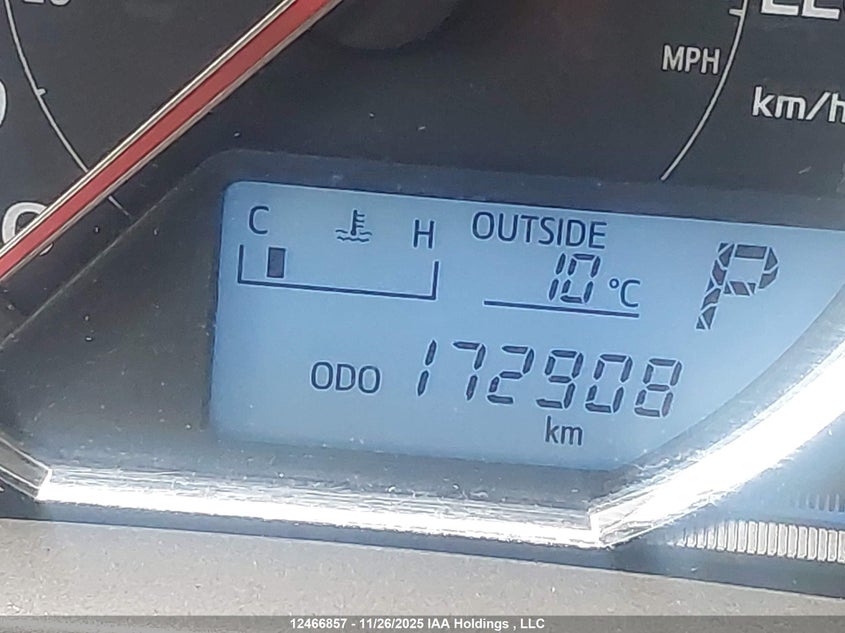 MPH
km/h
C H OUTSIDE
10 °C P
ODO 172908
km
12466857 - 11/26/2025 IAA Holdings , LLC